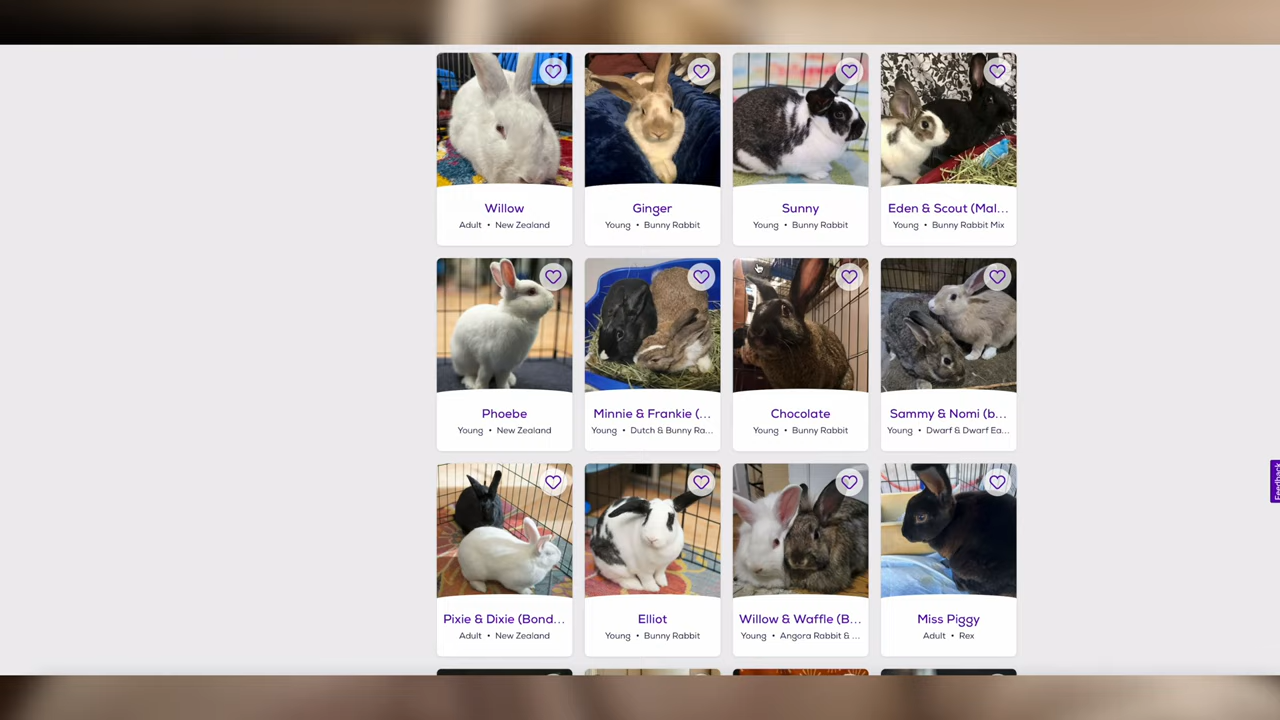 Willow
Adult • New Zealand
Ginger
Young • Bunny Rabbit
Sunny
Young • Bunny Rabbit
Eden & Scout (Mal...
Young • Bunny Rabbit Mix
Phoebe
Young • New Zealand
Minnie & Frankie (...
Young • Dutch & Bunny Ra...
Chocolate
Young • Bunny Rabbit
Sammy & Nomi (b...
Young • Dwarf & Dwarf Ea...
Feedback
Pixie & Dixie (Bond...
Adult • New Zealand
Elliot
Young • Bunny Rabbit
Willow & Waffle (B...
Young • Angora Rabbit & ...
Miss Piggy
Adult • Rex